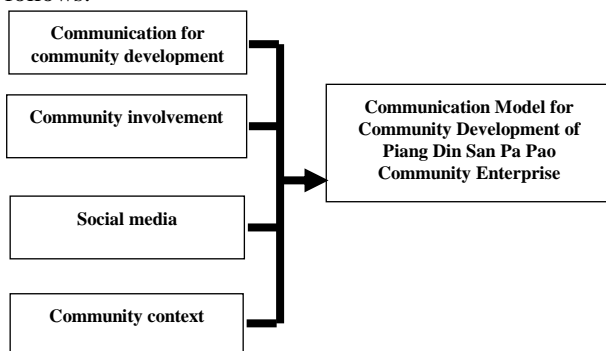 follows:
Communication for
community development
Community involvement
Social media
Community context
Communication Model for
Community Development of
Piang Din San Pa Pao
Community Enterprise